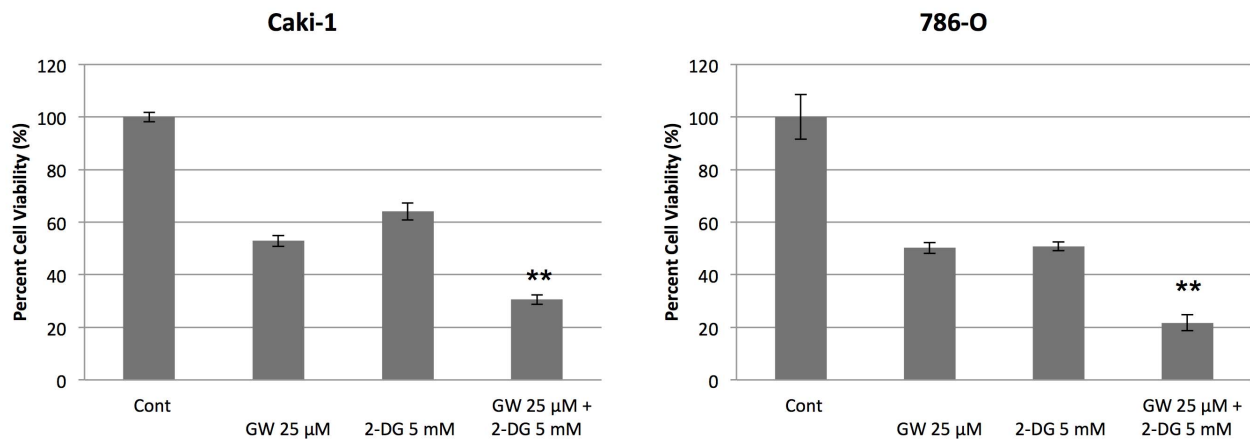 Caki-1
Percent Cell Viability (%)
120
100
80
60
40
20
0
**
Cont
GW 25 µM
2-DG 5 mM
GW 25 µM +
2-DG 5 mM
786-O
Percent Cell Viability (%)
120
100
80
60
40
20
0
**
Cont
GW 25 µM
2-DG 5 mM
GW 25 µM +
2-DG 5 mM